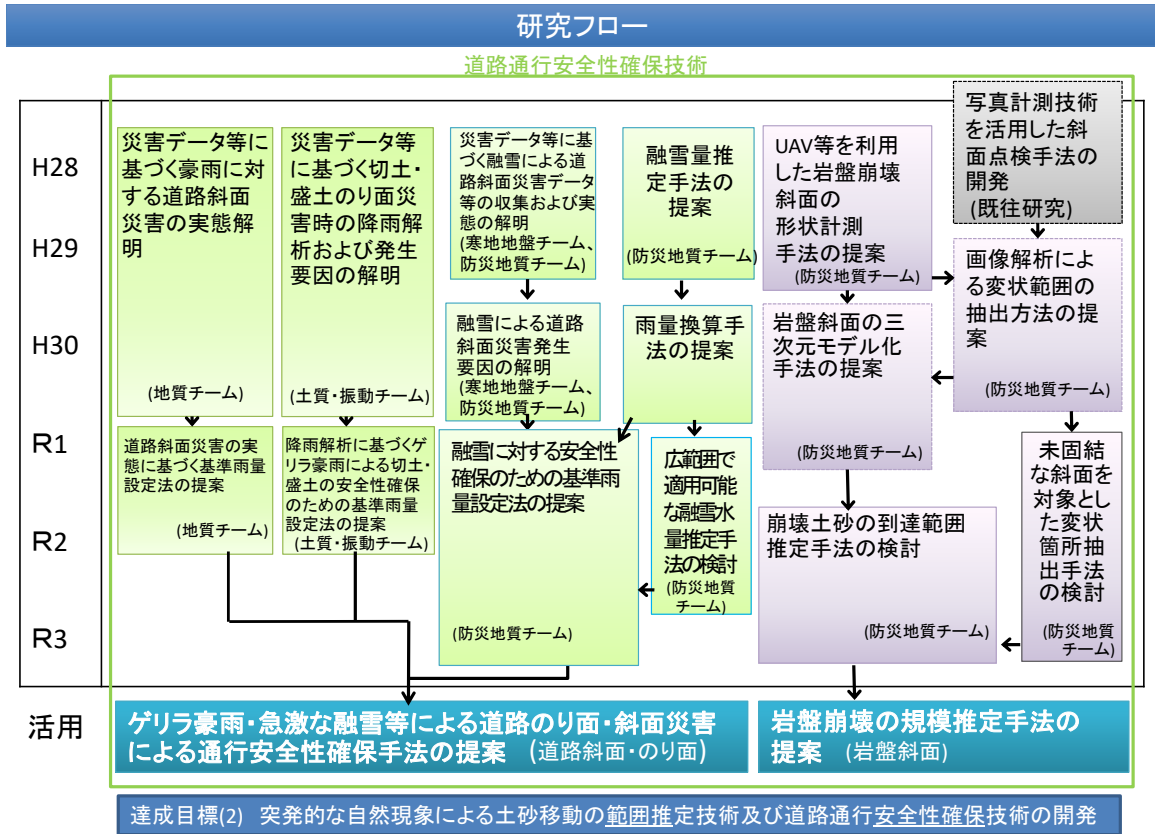 研究フロー
道路通行安全性確保技術
H28
H29
H30
R1
R2
R3
活用
災害データ等に
基づく豪雨に対
する道路斜面
災害の実態解
明
(地質チーム)
災害データ等
に基づく切土・
盛土のり面災
害時の降雨解
析および発生
要因の解明
(土質・振動チーム)
災害データ等に基
づく融雪による道
路斜面災害データ
等の収集および実
態の解明
(寒地地盤チーム、
防災地質チーム)
融雪量推
定手法の
提案
(防災地質チーム)
UAV等を利用
した岩盤崩壊
斜面の
形状計測
手法の提案
(防災地質チーム)
写真計測技術
を活用した斜
面点検手法の
開発
(既往研究)
画像解析によ
る変状範囲の
抽出方法の提
案
(防災地質チーム)
融雪による道路
斜面災害発生
要因の解明
(寒地地盤チーム、
防災地質チーム)
雨量換算手
法の提案
岩盤斜面の三
次元モデル化
手法の提案
(防災地質チーム)
道路斜面災害の実
態に基づく基準雨量
設定法の提案
(地質チーム)
降雨解析に基づくゲ
リラ豪雨による切土・
盛土の安全性確保
のための基準雨量
設定法の提案
(土質・振動チーム)
融雪に対する安全性
確保のための基準雨
量設定法の提案
(防災地質チーム)
広範囲で
適用可能
な融雪水
量推定手
法の検討
(防災地質
チーム)
崩壊土砂の到達範囲
推定手法の検討
(防災地質チーム)
未固結
な斜面を
対象とし
た変状
箇所抽
出手法
の検討
(防災地質
チーム)
ゲリラ豪雨・急激な融雪等による道路のり面・斜面災害
による通行安全性確保手法の提案 (道路斜面・のり面)
岩盤崩壊の規模推定手法の
提案 (岩盤斜面)
達成目標(2) 突発的な自然現象による土砂移動の範囲推定技術及び道路通行安全性確保技術の開発